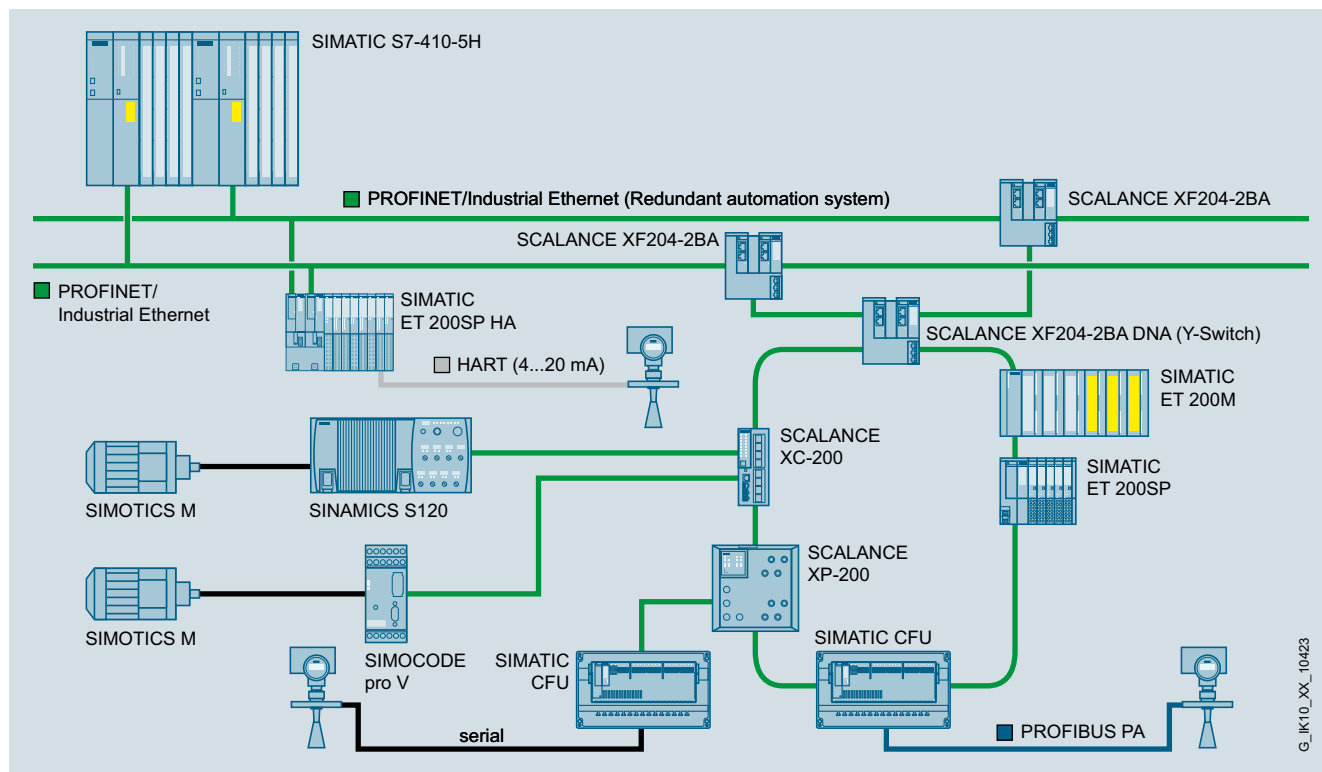 SIMATIC S7-410-5H
PROFINET/Industrial Ethernet (Redundant automation system)
SCALANCE XF204-2BA
SCALANCE XF204-2BA
PROFINET/
Industrial Ethernet
SIMATIC
ET 200SP HA
SCALANCE XF204-2BA DNA (Y-Switch)
HART (4...20 mA)
SIMATIC
ET 200M
SCALANCE
XC-200
SIMATIC
ET 200SP
SIMOTICS M
SINAMICS S120
SCALANCE
XP-200
SIMOTICS M
SIMOCODE
pro V
SIMATIC
CFU
SIMATIC CFU
serial
PROFIBUS PA
G_IK10_XX_10423